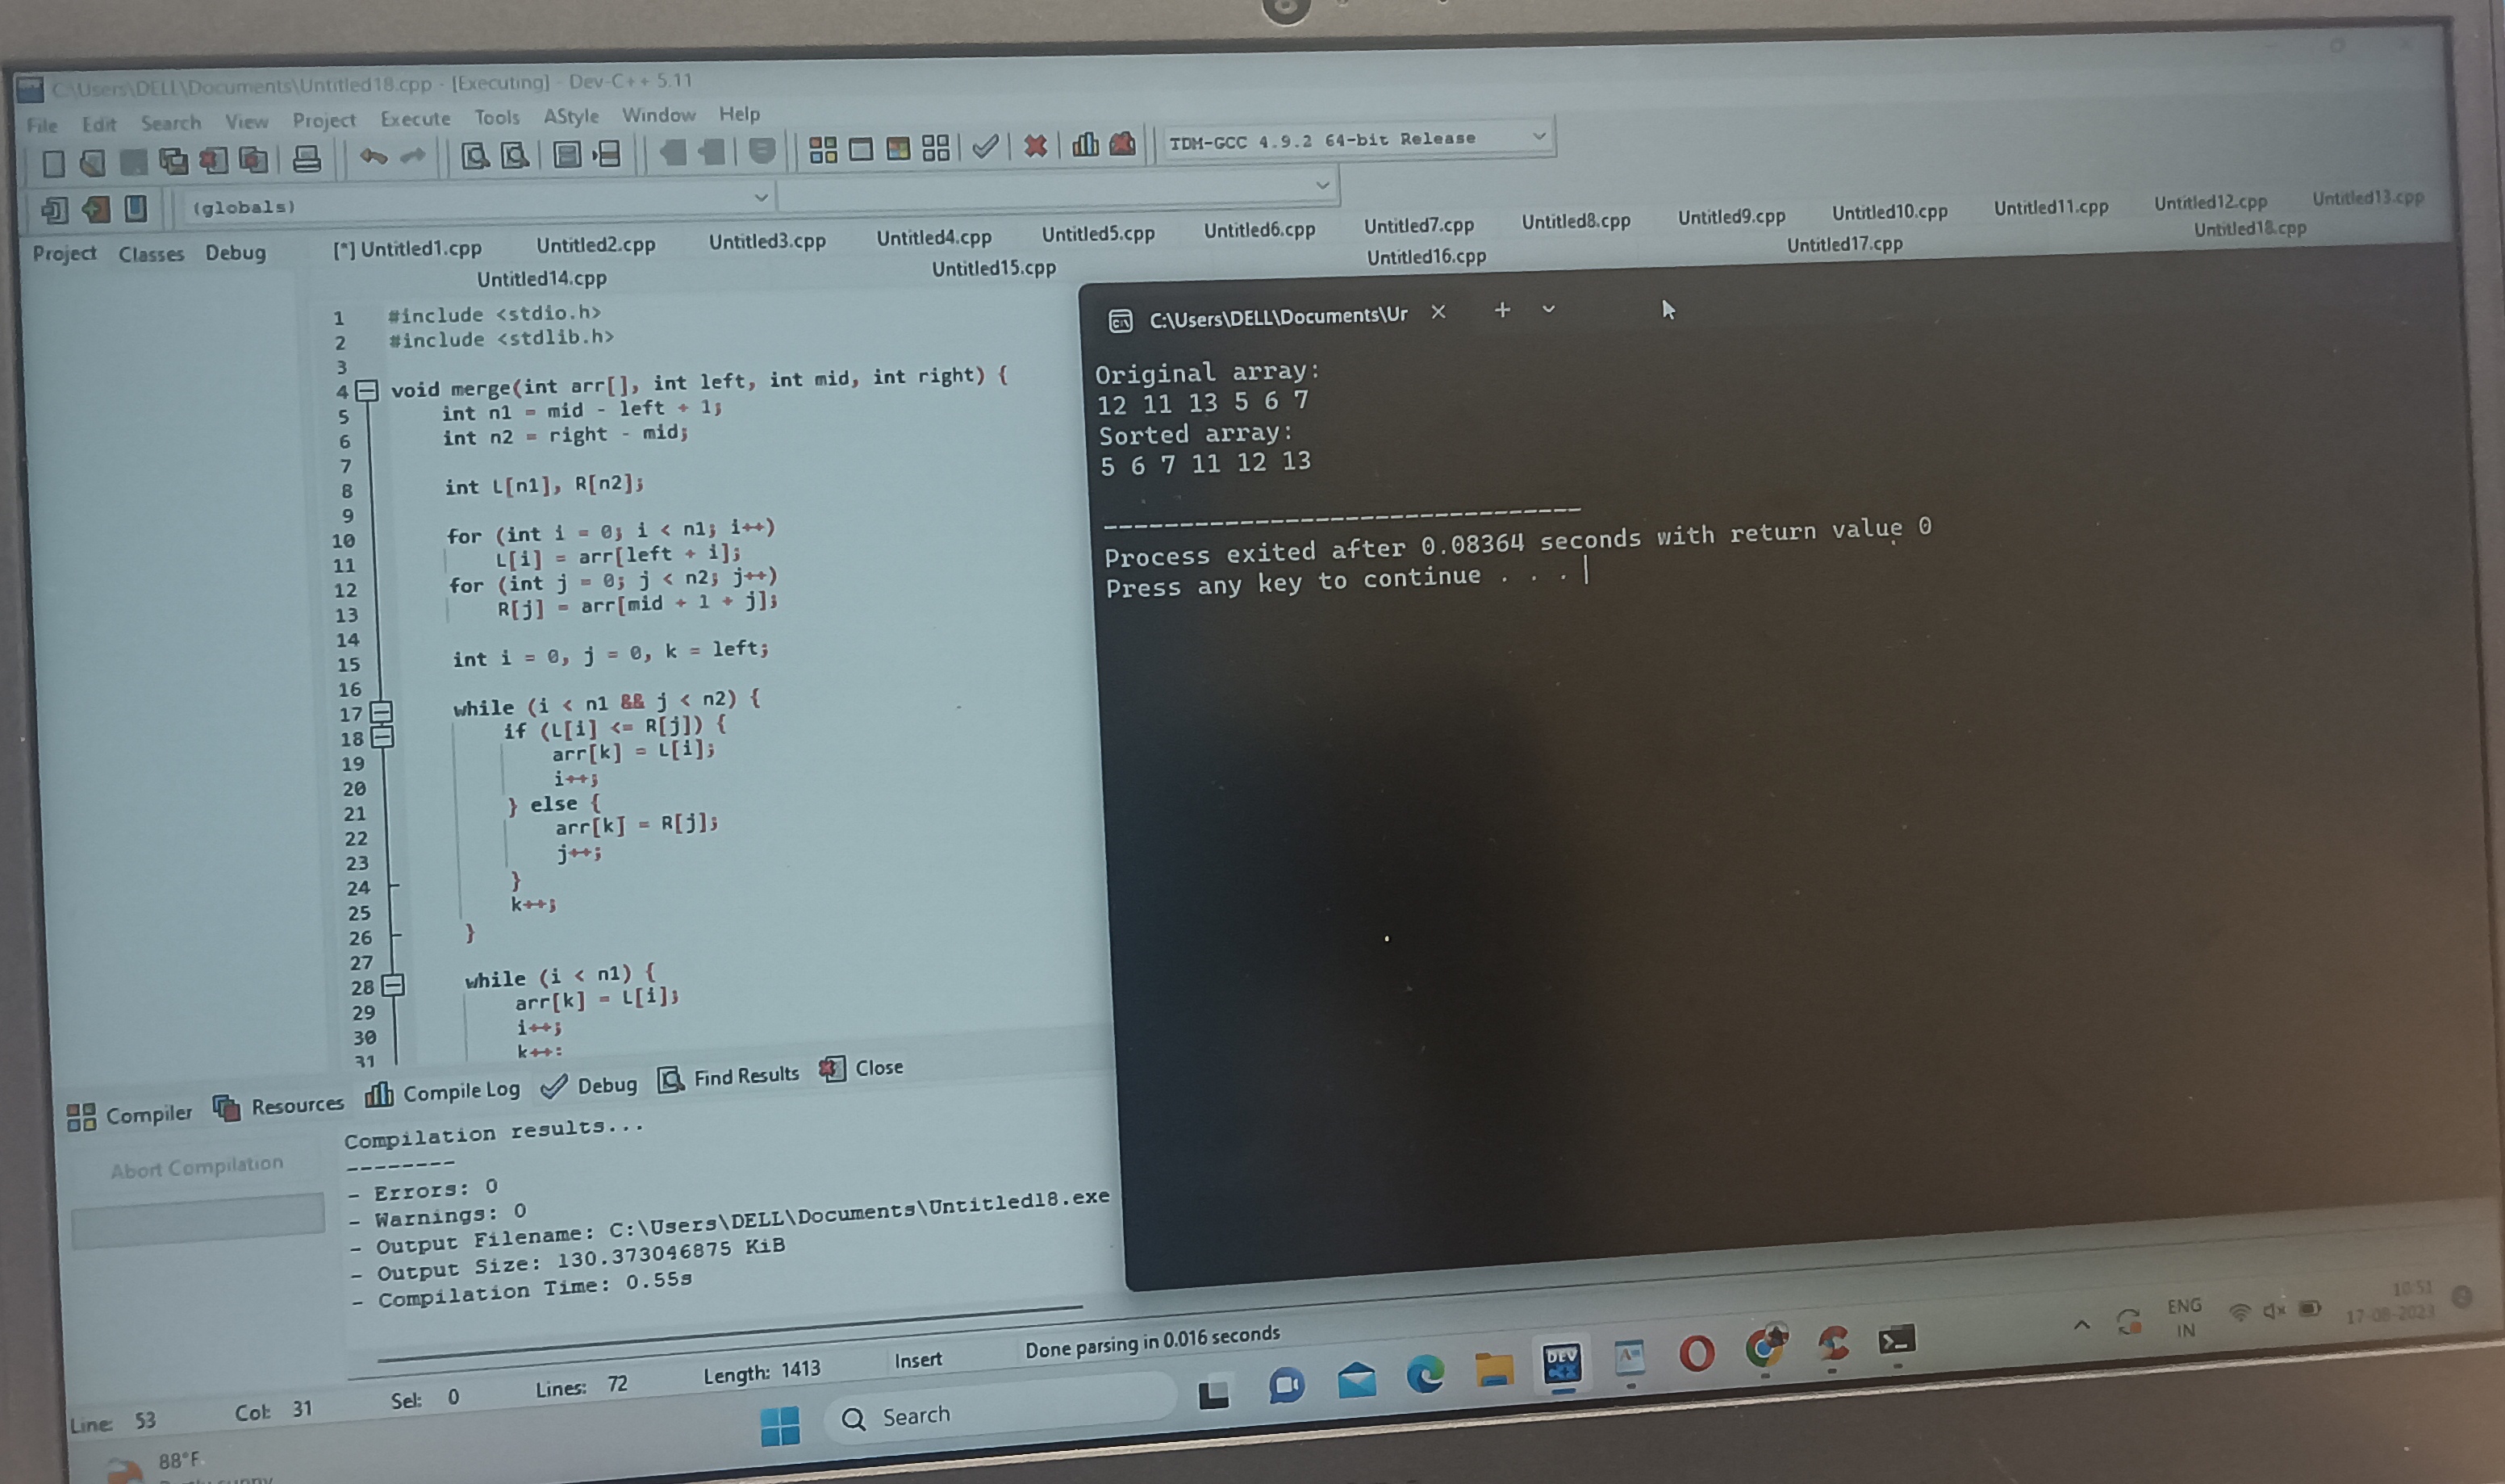 C:\Users\DELL\Documents\Untitled18.cpp - [Executing] - Dev-C++ 5.11
File Edit Search View Project Execute Tools AStyle Window Help
TDM-GCC 4.9.2 64-bit Release
(globals)
Project Classes Debug
[*] Untitled1.cpp Untitled2.cpp Untitled3.cpp Untitled4.cpp Untitled5.cpp Untitled6.cpp Untitled7.cpp Untitled8.cpp Untitled9.cpp Untitled10.cpp Untitled11.cpp Untitled12.cpp Untitled13.cpp
Untitled14.cpp Untitled15.cpp Untitled16.cpp Untitled17.cpp Untitled18.cpp
1 #include <stdio.h>
2 #include <stdlib.h>
3
4 void merge(int arr[], int left, int mid, int right) {
5 int n1 = mid - left + 1;
6 int n2 = right - mid;
7
8 int L[n1], R[n2];
9
10 for (int i = 0; i < n1; i++)
11 L[i] = arr[left + i];
12 for (int j = 0; j < n2; j++)
13 R[j] = arr[mid + 1 + j];
14
15 int i = 0, j = 0, k = left;
16
17 while (i < n1 && j < n2) {
18 if (L[i] <= R[j]) {
19 arr[k] = L[i];
20 i++;
21 } else {
22 arr[k] = R[j];
23 j++;
24 }
25 k++;
26 }
27
28 while (i < n1) {
29 arr[k] = L[i];
30 i++;
31 k++;
C:\Users\DELL\Documents\Ur
Original array:
12 11 13 5 6 7
Sorted array:
5 6 7 11 12 13
--------------------------------
Process exited after 0.08364 seconds with return value 0
Press any key to continue . . .
Compiler Resources Compile Log Debug Find Results Close
Abort Compilation
Compilation results...
--------
- Errors: 0
- Warnings: 0
- Output Filename: C:\Users\DELL\Documents\Untitled18.exe
- Output Size: 130.373046875 KiB
- Compilation Time: 0.55s
Line: 53 Col: 31 Sel: 0 Lines: 72 Length: 1413 Insert Done parsing in 0.016 seconds
88°F
Partly sunny
Search
DEV
C++
ENG
IN
10:51
17-08-2023